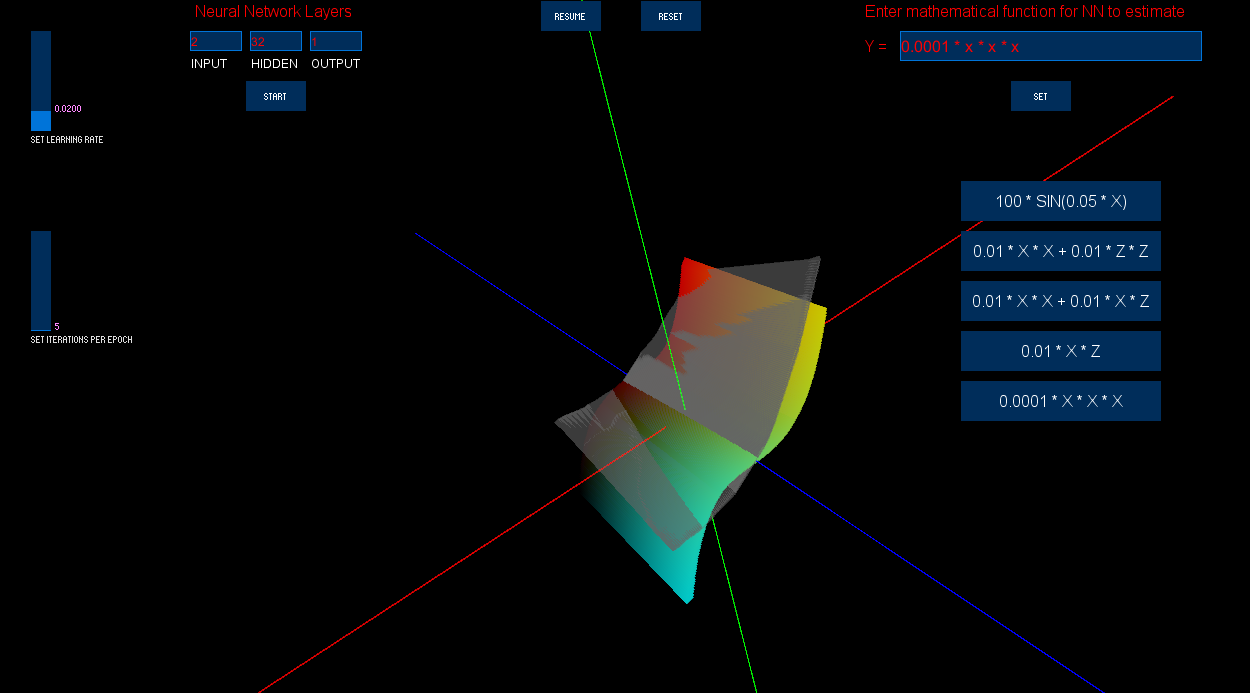 Neural Network Layers
RESUME
RESET
Enter mathematical function for NN to estimate
2
32
1
Y =
0.0001 * x * x * x
INPUT
HIDDEN
OUTPUT
START
SET
0.0200
SET LEARNING RATE
100 * SIN(0.05 * X)
0.01 * X * X + 0.01 * Z * Z
0.01 * X * X + 0.01 * X * Z
5
SET ITERATIONS PER EPOCH
0.01 * X * Z
0.0001 * X * X * X